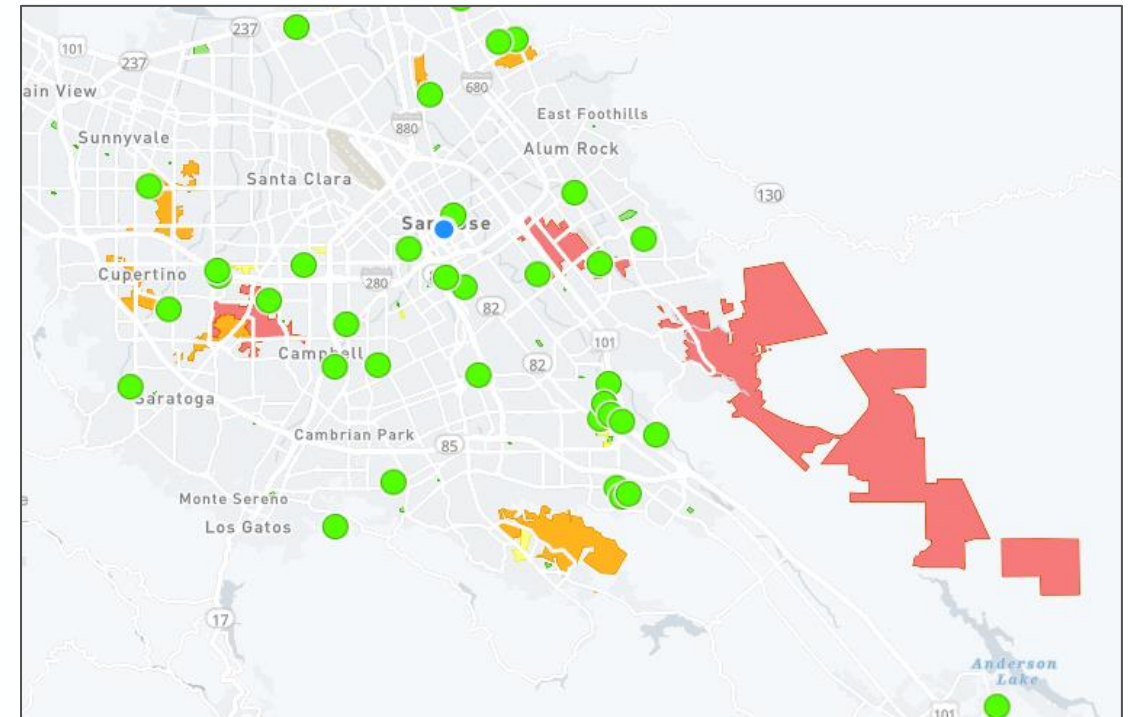 237
101
237
ain View
680
East Foothills
880
Sunnyvale
Alum Rock
Santa Clara
130
San Jose
Cupertino
280
82
101
Campbell
82
Saratoga
Cambrian Park
85
Monte Sereno
Los Gatos
17
Anderson
Lake
101